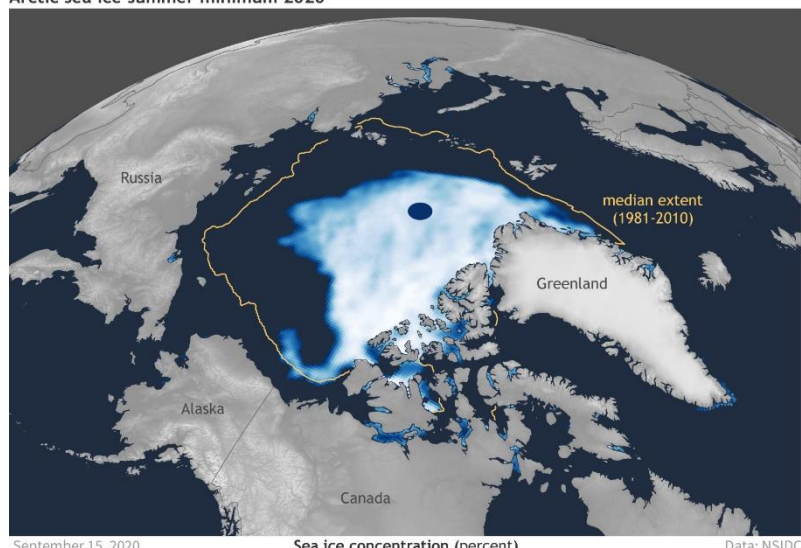 Arctic sea ice summer minimum 2020
Russia
median extent
(1981-2010)
Greenland
Alaska
Canada
September 15, 2020
Sea ice concentration (percent)
Data: NSIDC